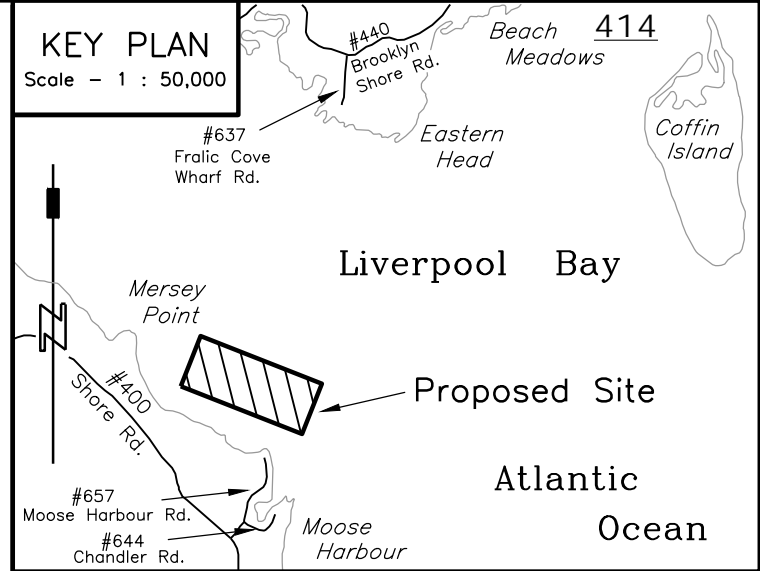 KEY PLAN
Scale - 1 : 50,000
#440
Brooklyn
Shore Rd.
Beach
Meadows
414
#637
Fralic Cove
Wharf Rd.
Eastern
Head
Coffin
Island
Liverpool Bay
Mersey
Point
N
#400
Shore Rd.
Proposed Site
Atlantic
Ocean
#657
Moose Harbour Rd.
#644
Chandler Rd.
Moose
Harbour